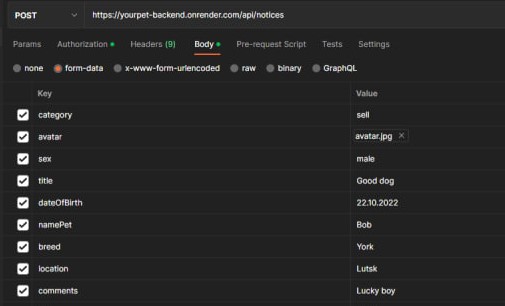 POST https://yourpet-backend.onrender.com/api/notices
Params Authorization Headers (9) Body Pre-request Script Tests Settings
none form-data x-www-form-urlencoded raw binary GraphQL
Key Value
category sell
avatar avatar.jpg ×
sex male
title Good dog
dateOfBirth 22.10.2022
namePet Bob
breed York
location Lutsk
comments Lucky boy